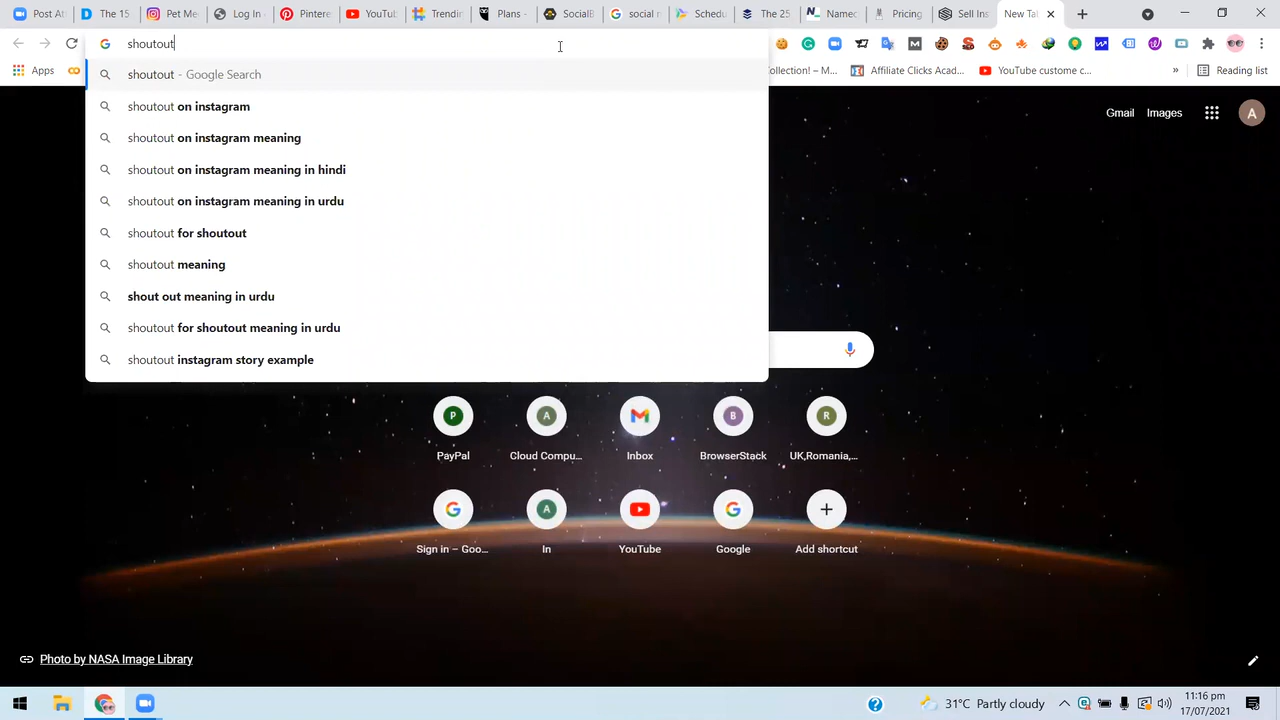 Post At
The 15
Pet Me
Log In
Pintere
YouTub
Trendin
Plans -
SocialB
social n
Schedu
The 25
Namec
Pricing
Sell Ins
New Tab
shoutout
Apps
Collection! – M...
Affiliate Clicks Acad...
YouTube custome c...
»
Reading list
shoutout - Google Search
shoutout on instagram
shoutout on instagram meaning
shoutout on instagram meaning in hindi
shoutout on instagram meaning in urdu
shoutout for shoutout
shoutout meaning
shout out meaning in urdu
shoutout for shoutout meaning in urdu
shoutout instagram story example
Gmail
Images
A
P
A
B
R
PayPal
Cloud Compu...
Inbox
BrowserStack
UK,Romania,...
A
Sign in – Goo...
In
YouTube
Google
Add shortcut
Photo by NASA Image Library
31°C Partly cloudy
11:16 pm
17/07/2021